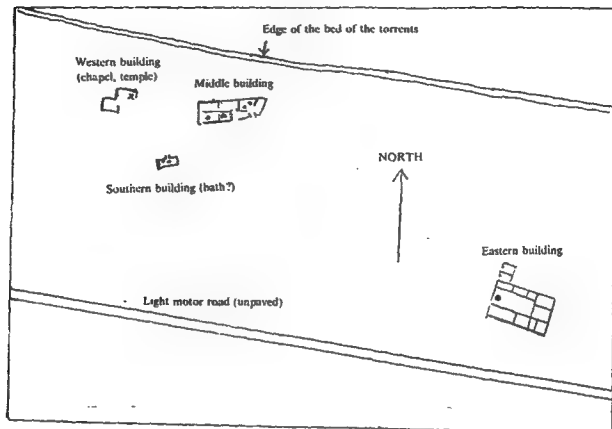 Edge of the bed of the torrents
Western building
(chapel, temple)
Middle building
Southern building (bath?)
NORTH
Eastern building
Light motor road (unpaved)